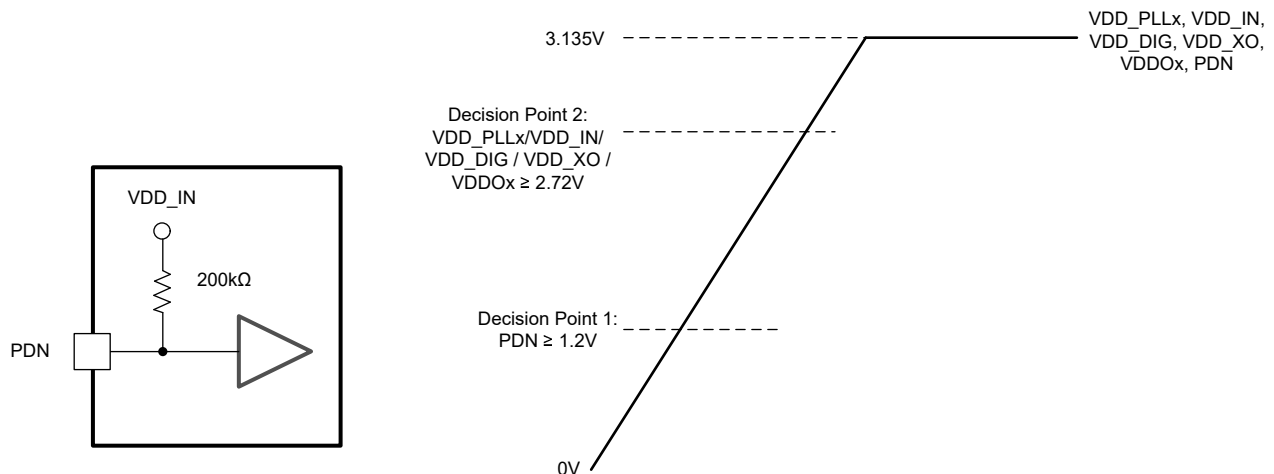 VDD_PLLx, VDD_IN,
VDD_DIG, VDD_XO,
VDDOx, PDN
3.135V
Decision Point 2:
VDD_PLLx/VDD_IN/
VDD_DIG / VDD_XO /
VDDOx ≥ 2.72V
VDD_IN
200kΩ
Decision Point 1:
PDN ≥ 1.2V
PDN
0V